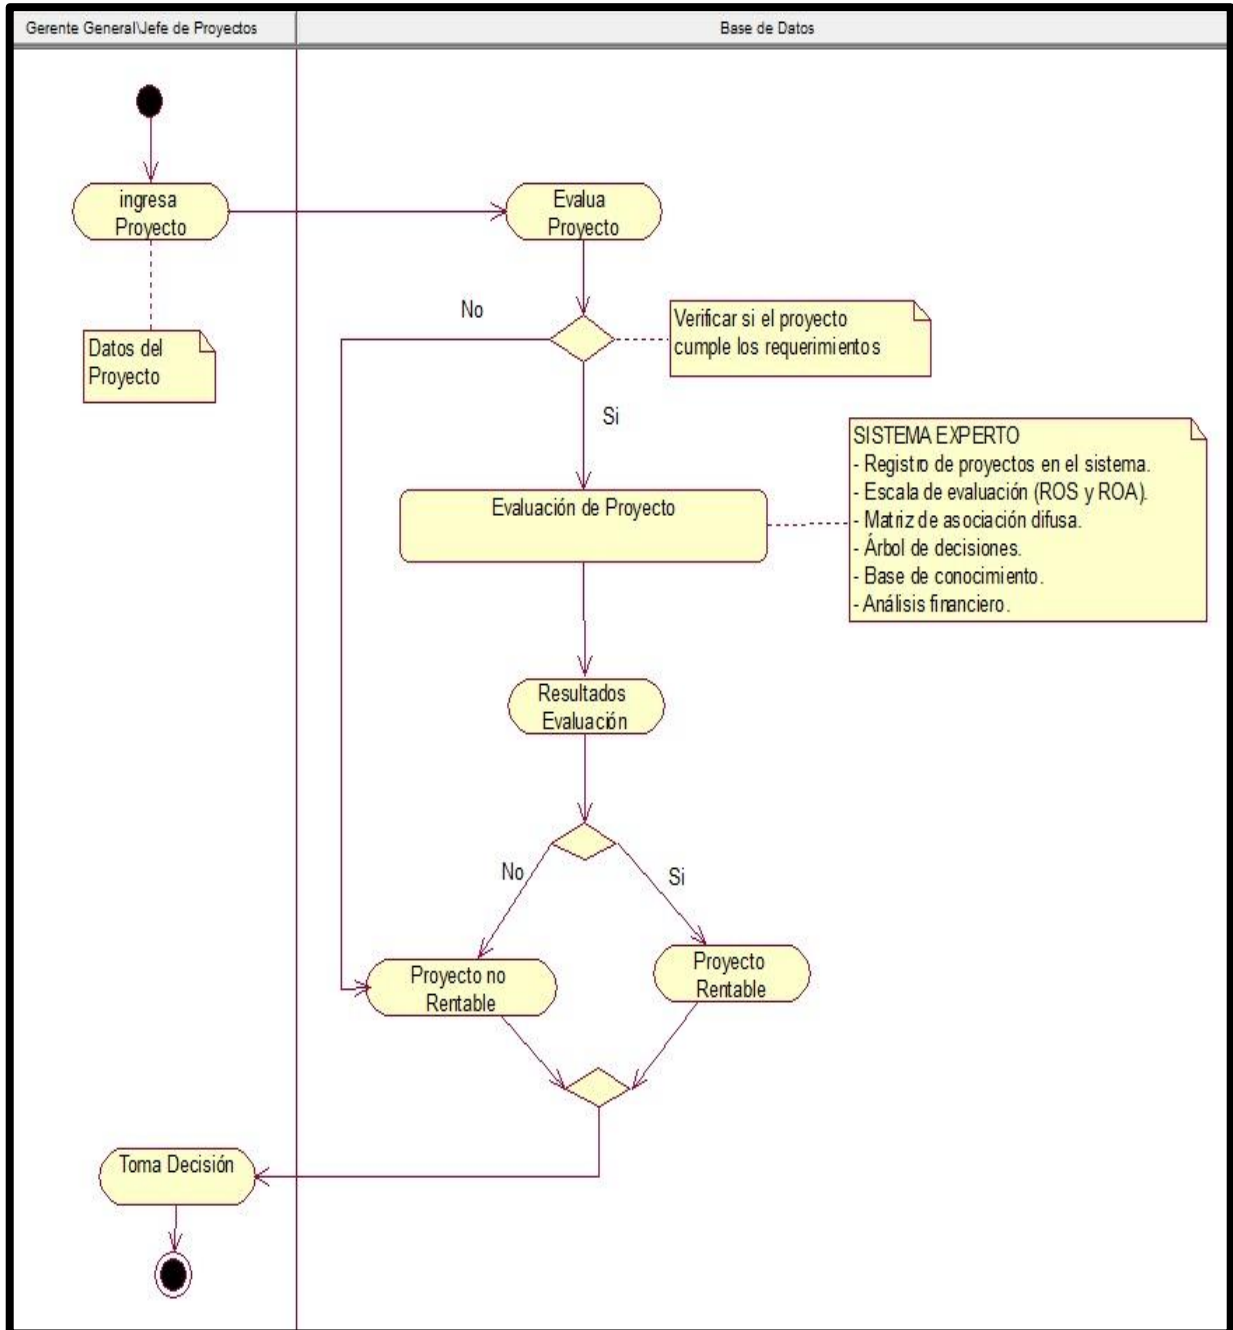 Gerente General\Jefe de Proyectos
Base de Datos
ingresa
Proyecto
Evalua
Proyecto
Datos del
Proyecto
No
Verificar si el proyecto
cumple los requerimientos
Si
SISTEMA EXPERTO
- Registro de proyectos en el sistema.
- Escala de evaluación (ROS y ROA).
- Matriz de asociación difusa.
- Árbol de decisiones.
- Base de conocimiento.
- Análisis financiero.
Evaluación de Proyecto
Resultados
Evaluación
No
Si
Proyecto no
Rentable
Proyecto
Rentable
Toma Decisión